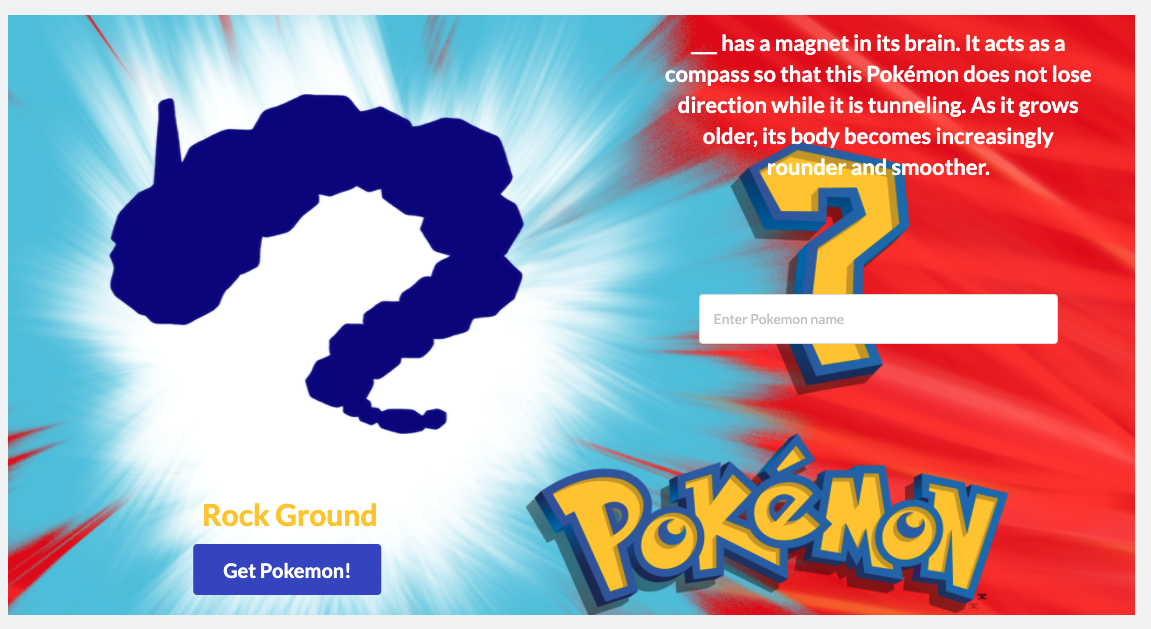 ___ has a magnet in its brain. It acts as a
compass so that this Pokémon does not lose
direction while it is tunneling. As it grows
older, its body becomes increasingly
rounder and smoother.
?
Enter Pokemon name
Rock Ground
Get Pokemon!
POKéMON